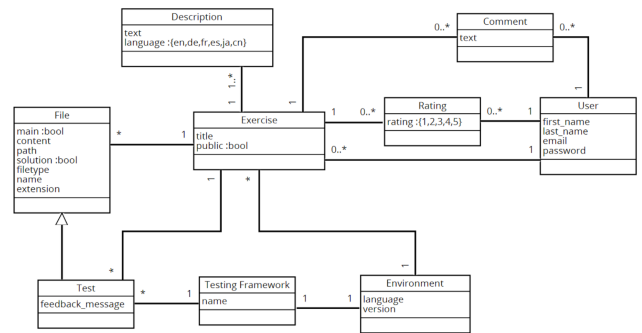 Description
text
language :{en,de,fr,es,ja,cn}
Comment
text
0..*
0..*
1..*
1
1
1
File
main :bool
content
path
solution :bool
filetype
name
extension
*
1
Exercise
title
public :bool
1
0..*
Rating
rating :{1,2,3,4,5}
0..*
1
User
first_name
last_name
email
password
0..*
1
1
*
*
1
Test
feedback_message
*
1
Testing Framework
name
1
1
Environment
language
version